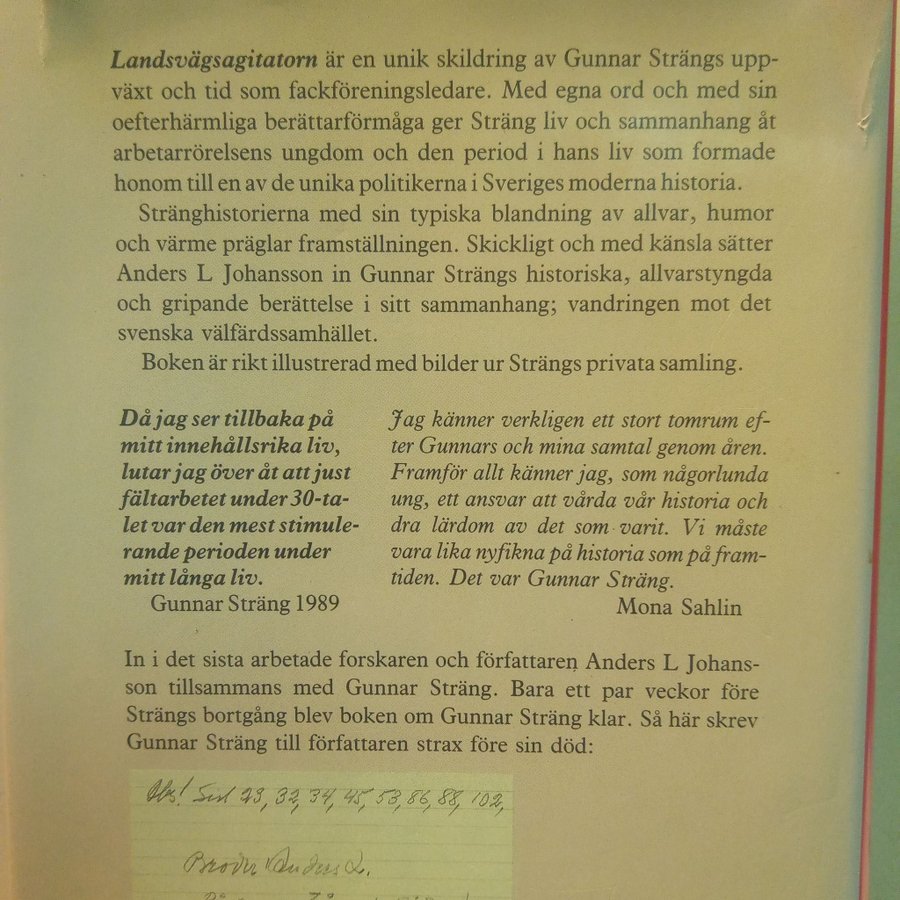 Landsvägsagitatorn är en unik skildring av Gunnar Strängs upp-
växt och tid som fackföreningsledare. Med egna ord och med sin
oefterhärmliga berättarförmåga ger Sträng liv och sammanhang åt
arbetarrörelsens ungdom och den period i hans liv som formade
honom till en av de unika politikerna i Sveriges moderna historia.
Stränghistorierna med sin typiska blandning av allvar, humor
och värme präglar framställningen. Skickligt och med känsla sätter
Anders L Johansson in Gunnar Strängs historiska, allvarstyngda
och gripande berättelse i sitt sammanhang; vandringen mot det
svenska välfärdssamhället.
Boken är rikt illustrerad med bilder ur Strängs privata samling.
Då jag ser tillbaka på
mitt innehållsrika liv,
lutar jag över åt att just
fältarbetet under 30-ta-
let var den mest stimule-
rande perioden under
mitt långa liv.
Gunnar Sträng 1989
Jag känner verkligen ett stort tomrum ef-
ter Gunnars och mina samtal genom åren.
Framför allt känner jag, som någorlunda
ung, ett ansvar att vårda vår historia och
dra lärdom av det som varit. Vi måste
vara lika nyfikna på historia som på fram-
tiden. Det var Gunnar Sträng.
Mona Sahlin
In i det sista arbetade forskaren och författaren Anders L Johans-
son tillsammans med Gunnar Sträng. Bara ett par veckor före
Strängs bortgång blev boken om Gunnar Sträng klar. Så här skrev
Gunnar Sträng till författaren strax före sin död:
Obs! Sid 23, 32, 34, 45, 53, 86, 88, 102,
Broder Anders L.